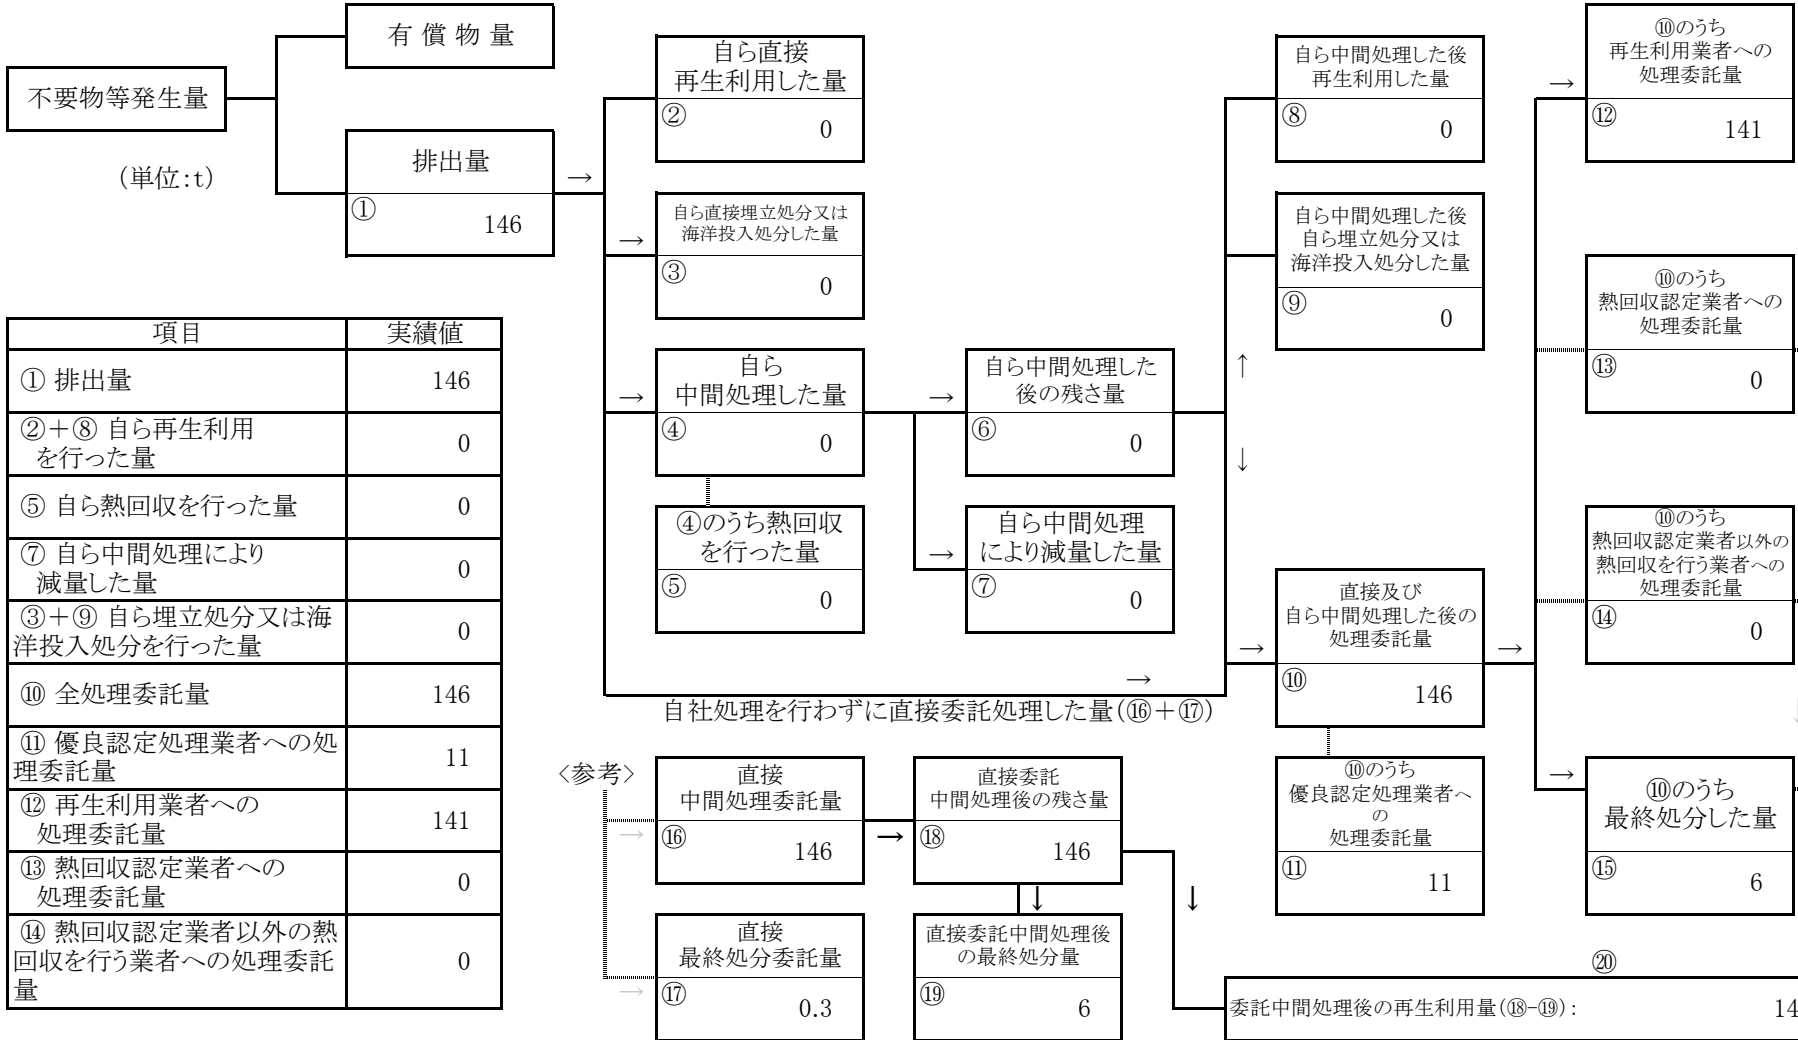 有 償 物 量
不要物等発生量
(単位:t)
排出量
①
146
→
自ら直接
再生利用した量
②
0
→
自ら直接埋立処分又は
海洋投入処分した量
③
0
→
自ら
中間処理した量
④
0
④のうち熱回収
を行った量
⑤
0
→
自ら中間処理した
後の残さ量
⑥
0
→
自ら中間処理
により減量した量
⑦
0
自ら中間処理した後
再生利用した量
⑧
0
自ら中間処理した後
自ら埋立処分又は
海洋投入処分した量
⑨
0
↑
↓
→
自社処理を行わずに直接委託処理した量(⑯+⑰)
→
直接及び
自ら中間処理した後の
処理委託量
⑩
146
⑩のうち
優良認定処理業者へ
の
処理委託量
⑪
11
→
→
⑩のうち
再生利用業者への
処理委託量
⑫
141
⑩のうち
熱回収認定業者への
処理委託量
⑬
0
⑩のうち
熱回収認定業者以外の
熱回収を行う業者への
処理委託量
⑭
0
↓
→
⑩のうち
最終処分した量
⑮
6
項目 実績値
① 排出量 146
②+⑧ 自ら再生利用
を行った量 0
⑤ 自ら熱回収を行った量 0
⑦ 自ら中間処理により
減量した量 0
③+⑨ 自ら埋立処分又は海
洋投入処分を行った量 0
⑩ 全処理委託量 146
⑪ 優良認定処理業者への処
理委託量 11
⑫ 再生利用業者への
処理委託量 141
⑬ 熱回収認定業者への
処理委託量 0
⑭ 熱回収認定業者以外の熱
回収を行う業者への処理委託
量 0
<参考>
→
直接
中間処理委託量
⑯
146
→
直接委託
中間処理後の残さ量
⑱
146
↓
↓
→
直接
最終処分委託量
⑰
0.3
直接委託中間処理後
の最終処分量
⑲
6
⑳
委託中間処理後の再生利用量(⑱-⑲): 14